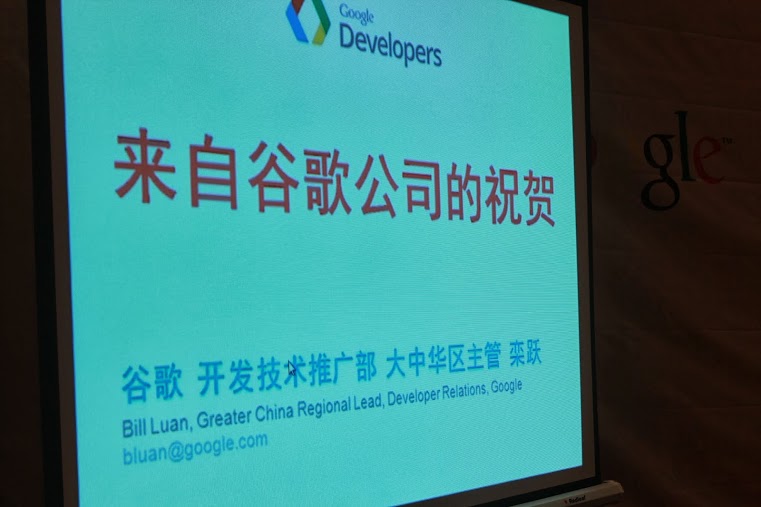 Google
Developers
来自谷歌公司的祝贺
gle™
谷歌 开发技术推广部 大中华区主管 栾跃
Bill Luan, Greater China Regional Lead, Developer Relations, Google
bluan@google.com